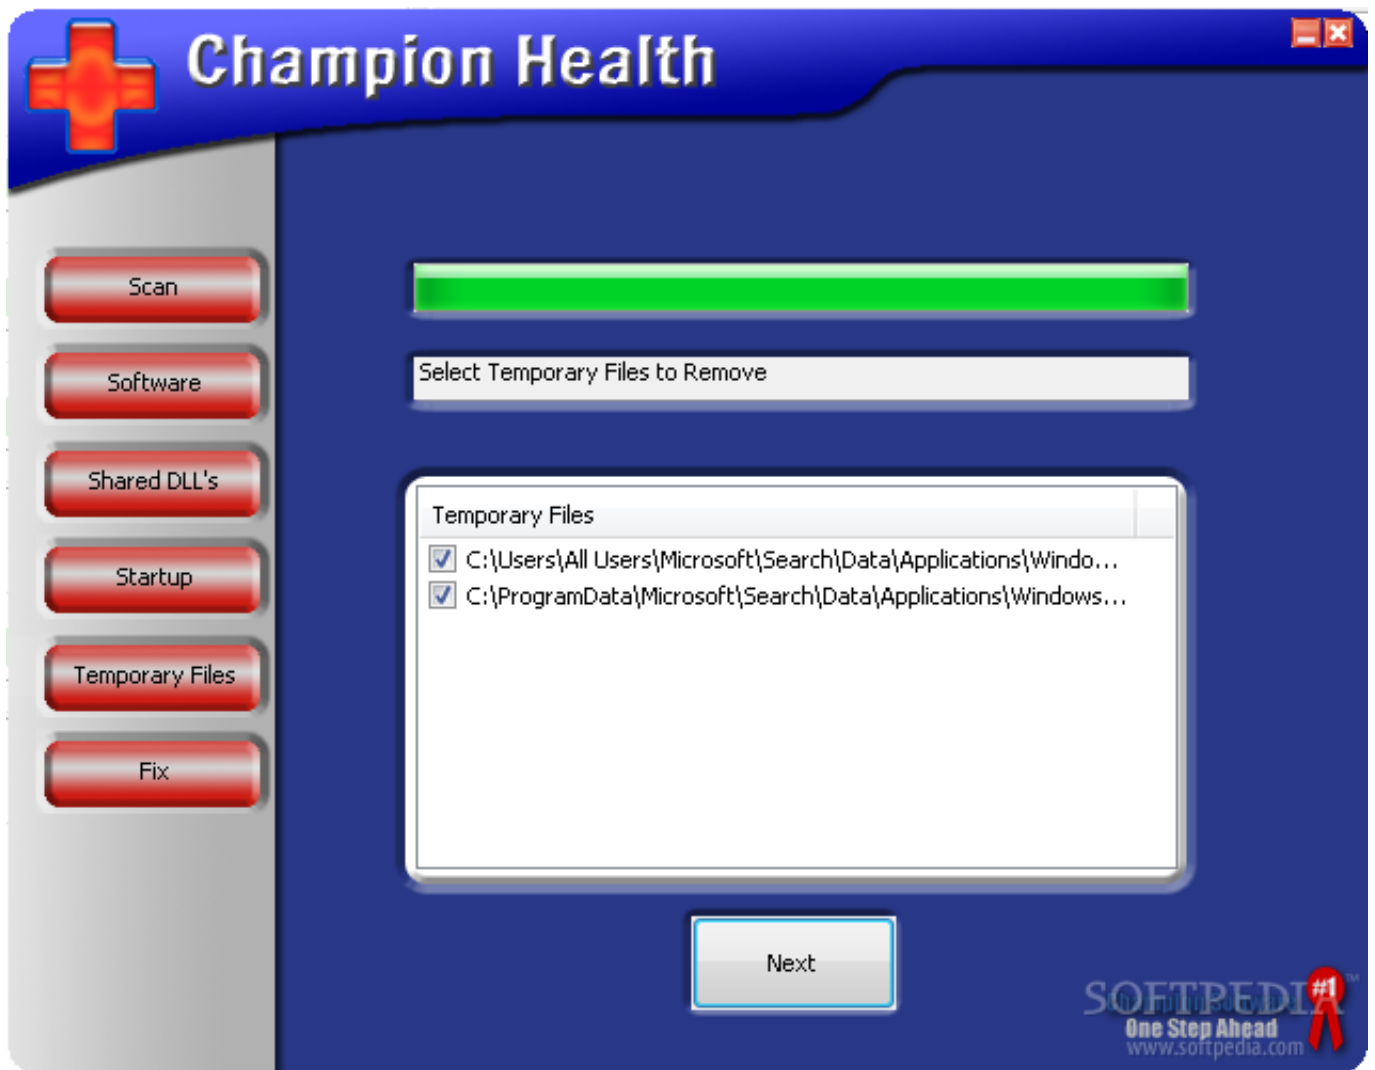 Champion Health
Scan
Software
Shared DLL's
Startup
Temporary Files
Fix
Select Temporary Files to Remove
Temporary Files
C:\Users\All Users\Microsoft\Search\Data\Applications\Windo...
C:\ProgramData\Microsoft\Search\Data\Applications\Windows...
Next
SOFTPEDIA™
#1
One Step Ahead
www.softpedia.com